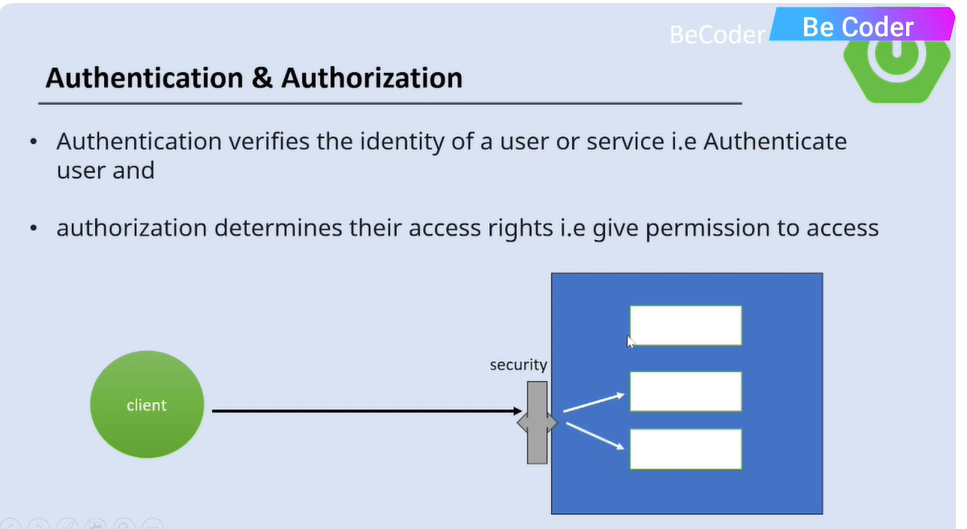 BeCoder
Be Coder
Authentication & Authorization
• Authentication verifies the identity of a user or service i.e Authenticate
user and
• authorization determines their access rights i.e give permission to access
security
client